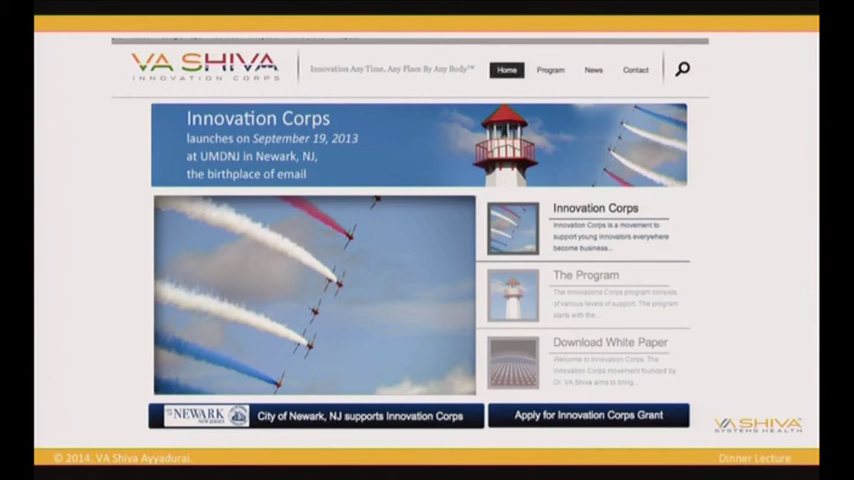 VA SHIVA
INNOVATION CORPS
Innovation Any Time, Any Place By Any Body™
Home
Program
News
Contact
Innovation Corps
launches on September 19, 2013
at UMDNJ in Newark, NJ,
the birthplace of email
Innovation Corps
Innovation Corps is a movement to
support young innovators everywhere
become business...
The Program
The Innovations Corps program consists
of various levels of support. The program
starts with the...
Download White Paper
Welcome to Innovation Corps. The
Innovation Corps movement founded by
Dr. VA Shiva aims to bring...
NEWARK
NEW JERSEY
City of Newark, NJ supports Innovation Corps
Apply for Innovation Corps Grant
VA SHIVA
SYSTEMS HEALTH
© 2014. VA Shiva Ayyadurai.
Dinner Lecture